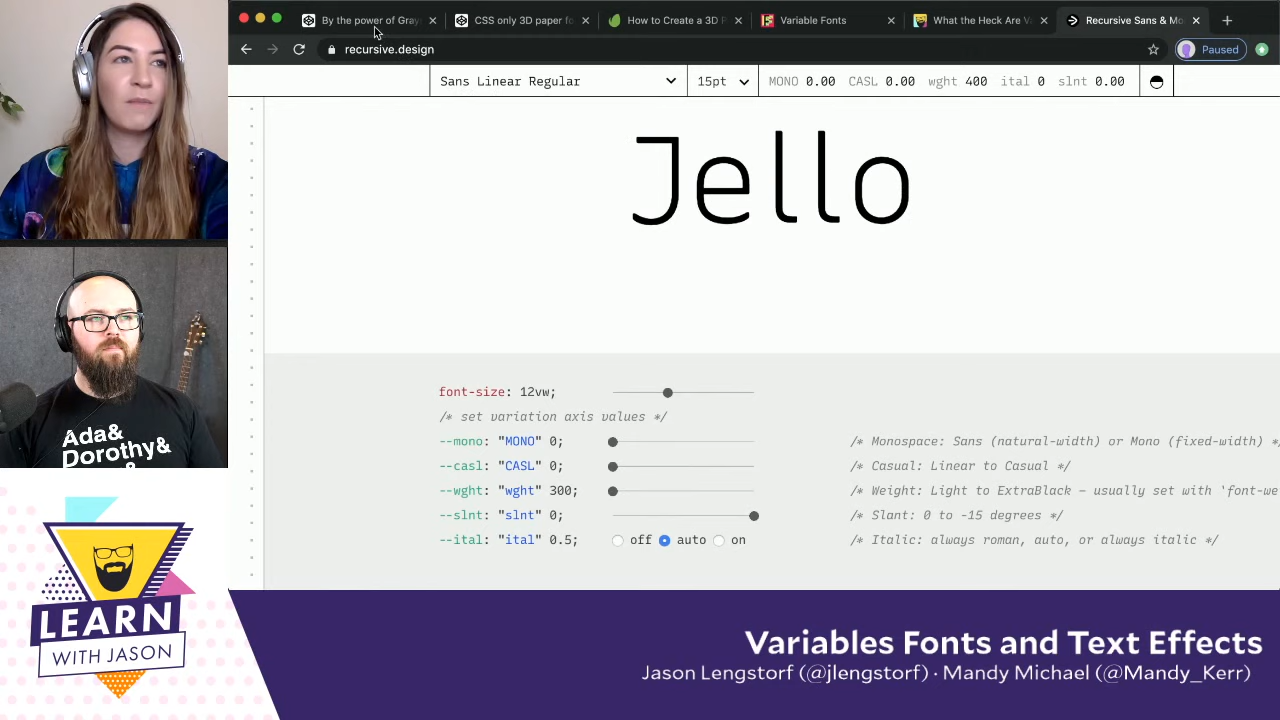 By the power of Gray
CSS only 3D paper fo
How to Create a 3D P
Variable Fonts
What the Heck Are V
Recursive Sans & Mo
recursive.design
Paused
Sans Linear Regular
15pt
MONO 0.00 CASL 0.00 wght 400 ital 0 slnt 0.00
Jello
font-size: 12vw;
/* set variation axis values */
--mono: "MONO" 0;
/* Monospace: Sans (natural-width) or Mono (fixed-width) *
--casl: "CASL" 0;
/* Casual: Linear to Casual */
--wght: "wght" 300;
/* Weight: Light to ExtraBlack – usually set with 'font-we
--slnt: "slnt" 0;
/* Slant: 0 to -15 degrees */
--ital: "ital" 0.5;
off auto on
/* Italic: always roman, auto, or always italic */
Ada&
Dorothy&
LEARN
WITH JASON
Variables Fonts and Text Effects
Jason Lengstorf (@jlengstorf) · Mandy Michael (@Mandy_Kerr)